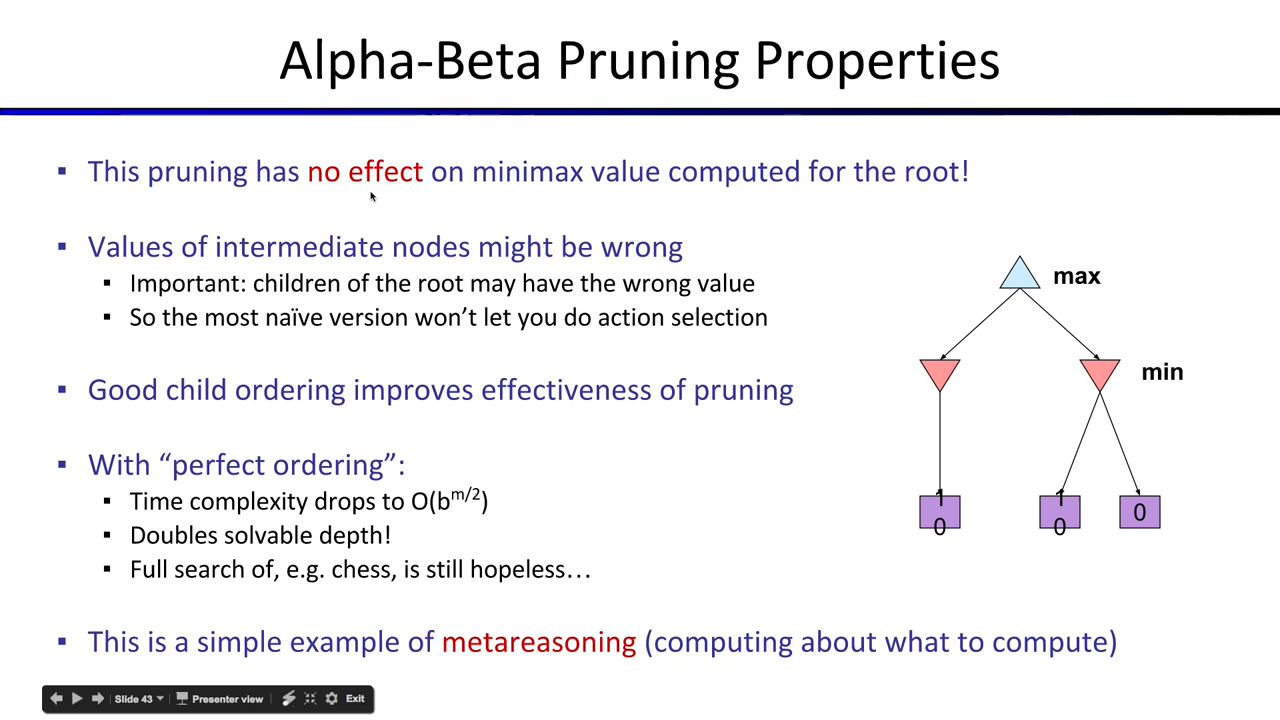 Alpha-Beta Pruning Properties
▪ This pruning has no effect on minimax value computed for the root!
▪ Values of intermediate nodes might be wrong
▪ Important: children of the root may have the wrong value
▪ So the most naïve version won’t let you do action selection
▪ Good child ordering improves effectiveness of pruning
▪ With “perfect ordering”:
▪ Time complexity drops to O(b^m/2)
▪ Doubles solvable depth!
▪ Full search of, e.g. chess, is still hopeless…
▪ This is a simple example of metareasoning (computing about what to compute)
max
min
1
0
1
0
0
Slide 43
Presenter view
Exit